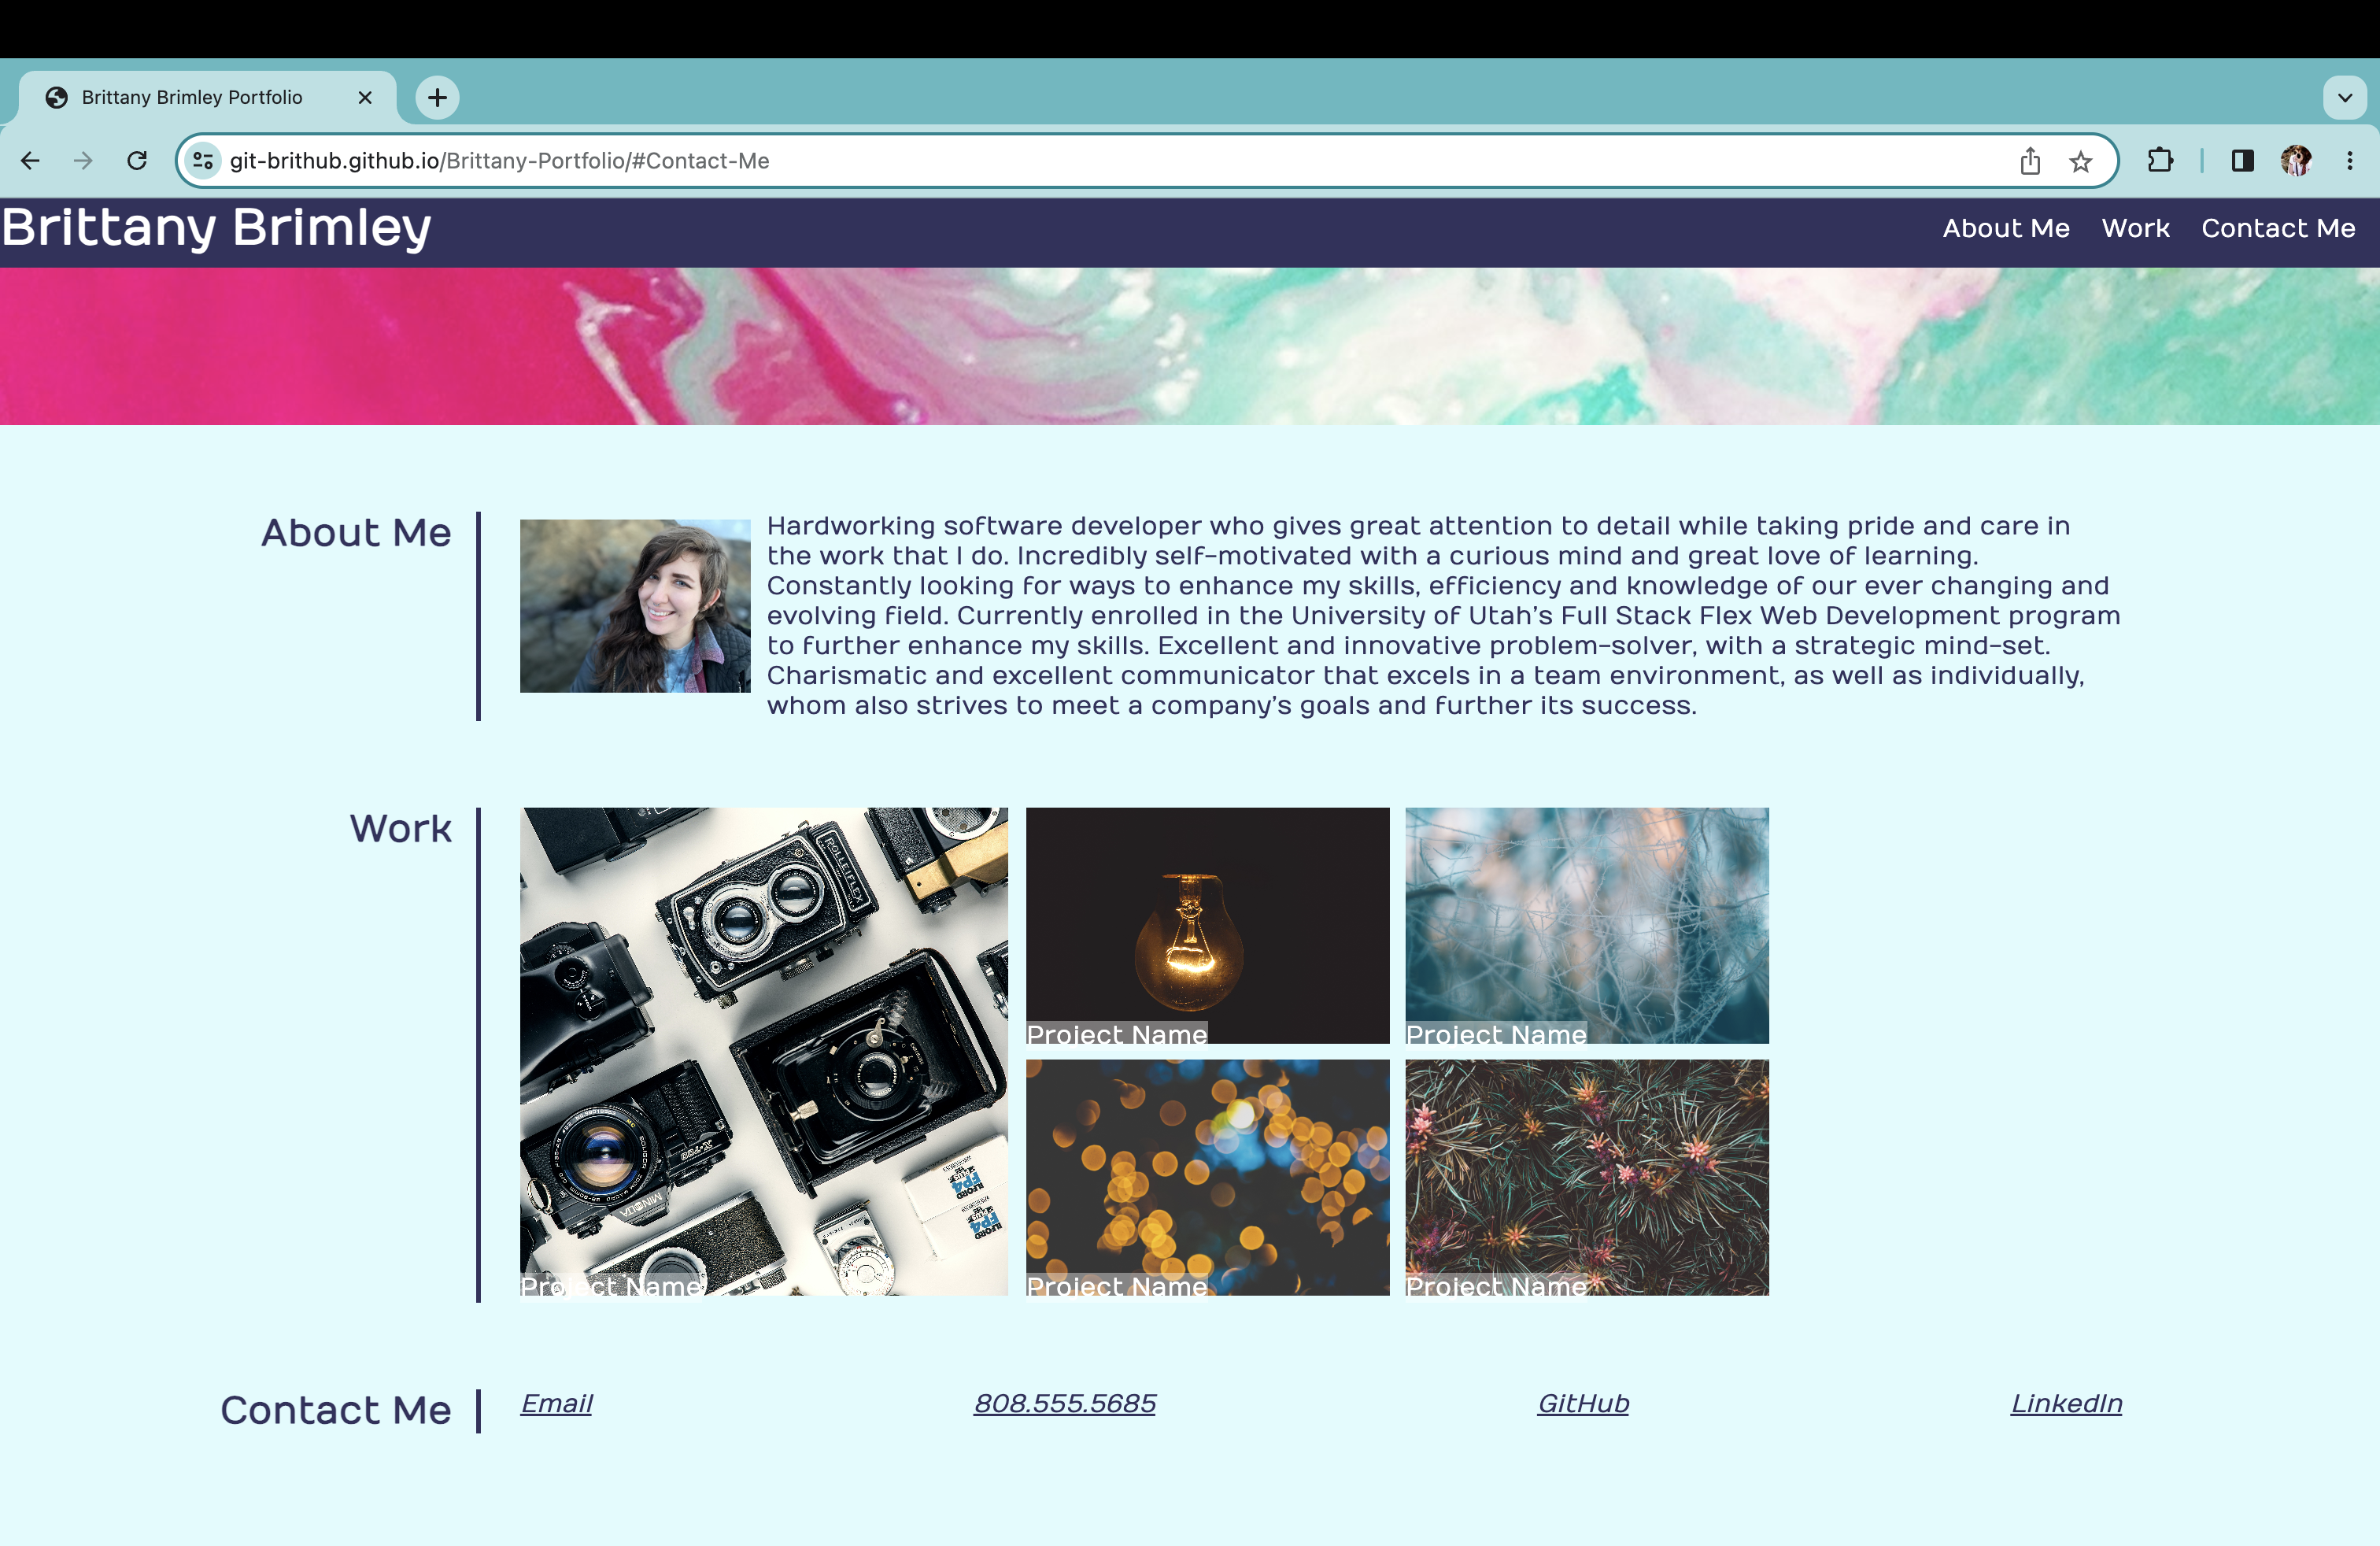 Brittany Brimley Portfolio
git-brithub.github.io/Brittany-Portfolio/#Contact-Me
Brittany Brimley
About Me Work Contact Me
About Me
Hardworking software developer who gives great attention to detail while taking pride and care in
the work that I do. Incredibly self-motivated with a curious mind and great love of learning.
Constantly looking for ways to enhance my skills, efficiency and knowledge of our ever changing and
evolving field. Currently enrolled in the University of Utah's Full Stack Flex Web Development program
to further enhance my skills. Excellent and innovative problem-solver, with a strategic mind-set.
Charismatic and excellent communicator that excels in a team environment, as well as individually,
whom also strives to meet a company's goals and further its success.
Work
ROLLEIFLEX
X-700
MINOLTA
ILFORD
FP4
ILFORD
FP4
Project Name
Project Name
Project Name
Project Name
Project Name
Contact Me
Email
808.555.5685
GitHub
LinkedIn